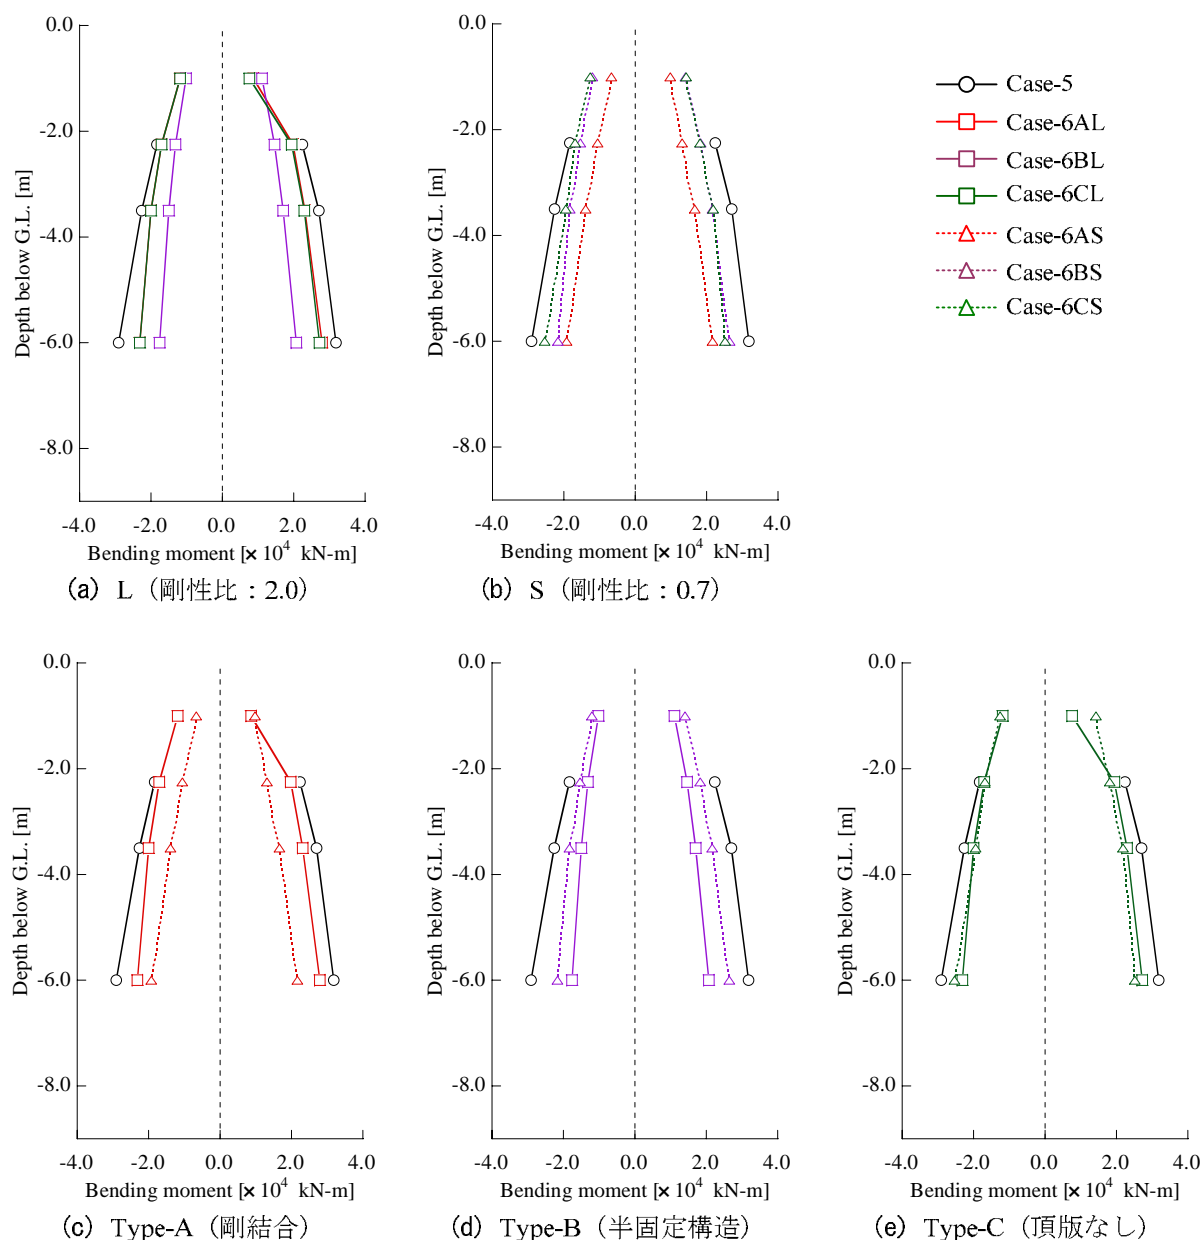 0.0
-2.0
-4.0
-6.0
-8.0
Depth below G.L. [m]
-4.0 -2.0 0.0 2.0 4.0
Bending moment [× 10⁴ kN-m]
(a) L（剛性比：2.0）
0.0
-2.0
-4.0
-6.0
-8.0
Depth below G.L. [m]
-4.0 -2.0 0.0 2.0 4.0
Bending moment [× 10⁴ kN-m]
(b) S（剛性比：0.7）
Case-5
Case-6AL
Case-6BL
Case-6CL
Case-6AS
Case-6BS
Case-6CS
0.0
-2.0
-4.0
-6.0
-8.0
Depth below G.L. [m]
-4.0 -2.0 0.0 2.0 4.0
Bending moment [× 10⁴ kN-m]
(c) Type-A（剛結合）
0.0
-2.0
-4.0
-6.0
-8.0
Depth below G.L. [m]
-4.0 -2.0 0.0 2.0 4.0
Bending moment [× 10⁴ kN-m]
(d) Type-B（半固定構造）
0.0
-2.0
-4.0
-6.0
-8.0
Depth below G.L. [m]
-4.0 -2.0 0.0 2.0 4.0
Bending moment [× 10⁴ kN-m]
(e) Type-C（頂版なし）